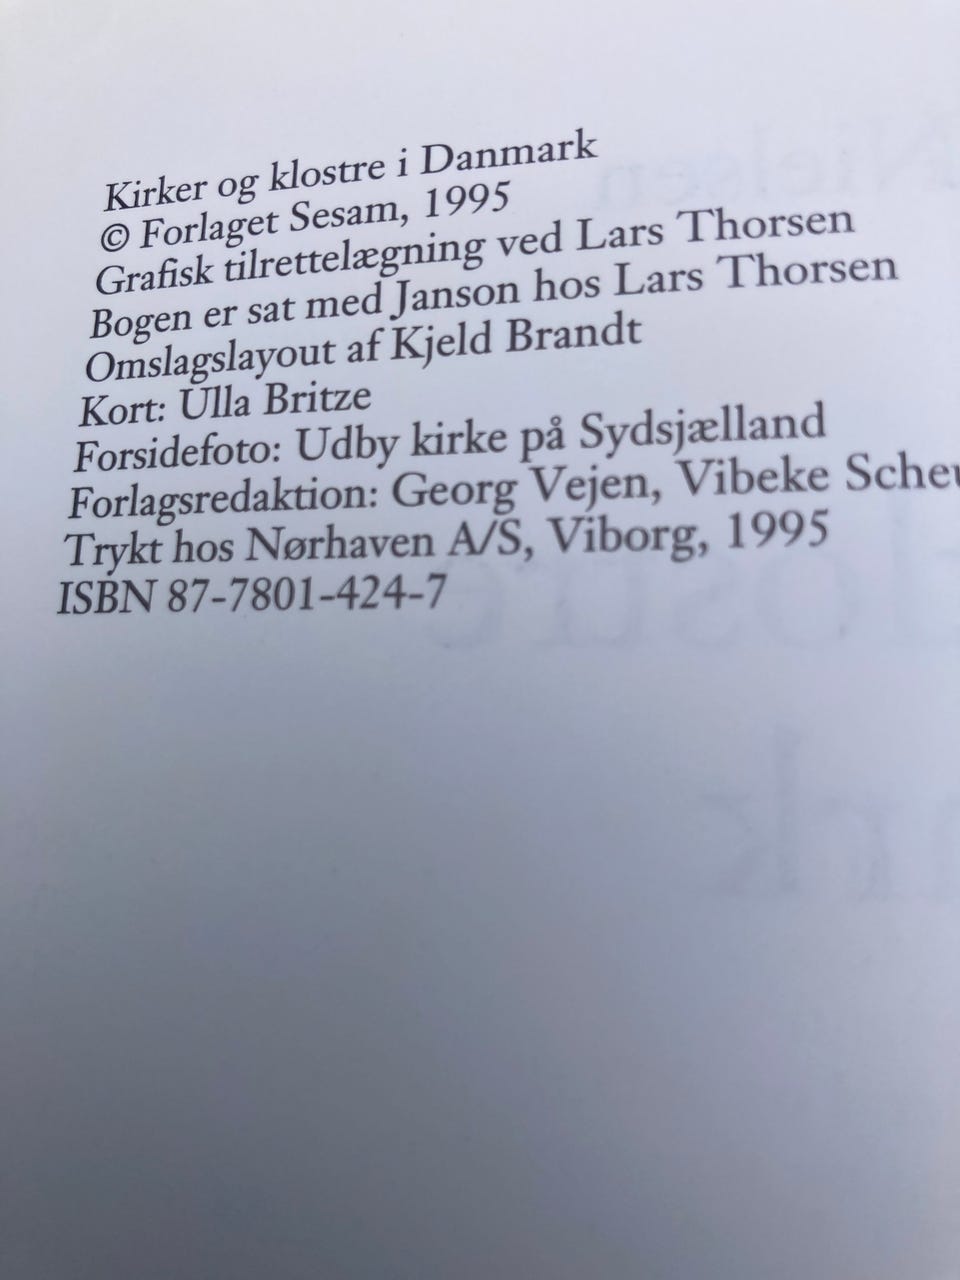 Kirker og klostre i Danmark
© Forlaget Sesam, 1995
Grafisk tilrettelægning ved Lars Thorsen
Bogen er sat med Janson hos Lars Thorsen
Omslagslayout af Kjeld Brandt
Kort: Ulla Britze
Forsidefoto: Udby kirke på Sydsjælland
Forlagsredaktion: Georg Vejen, Vibeke
Trykt hos Nørhaven A/S, Viborg, 1995
ISBN 87-7801-424-7